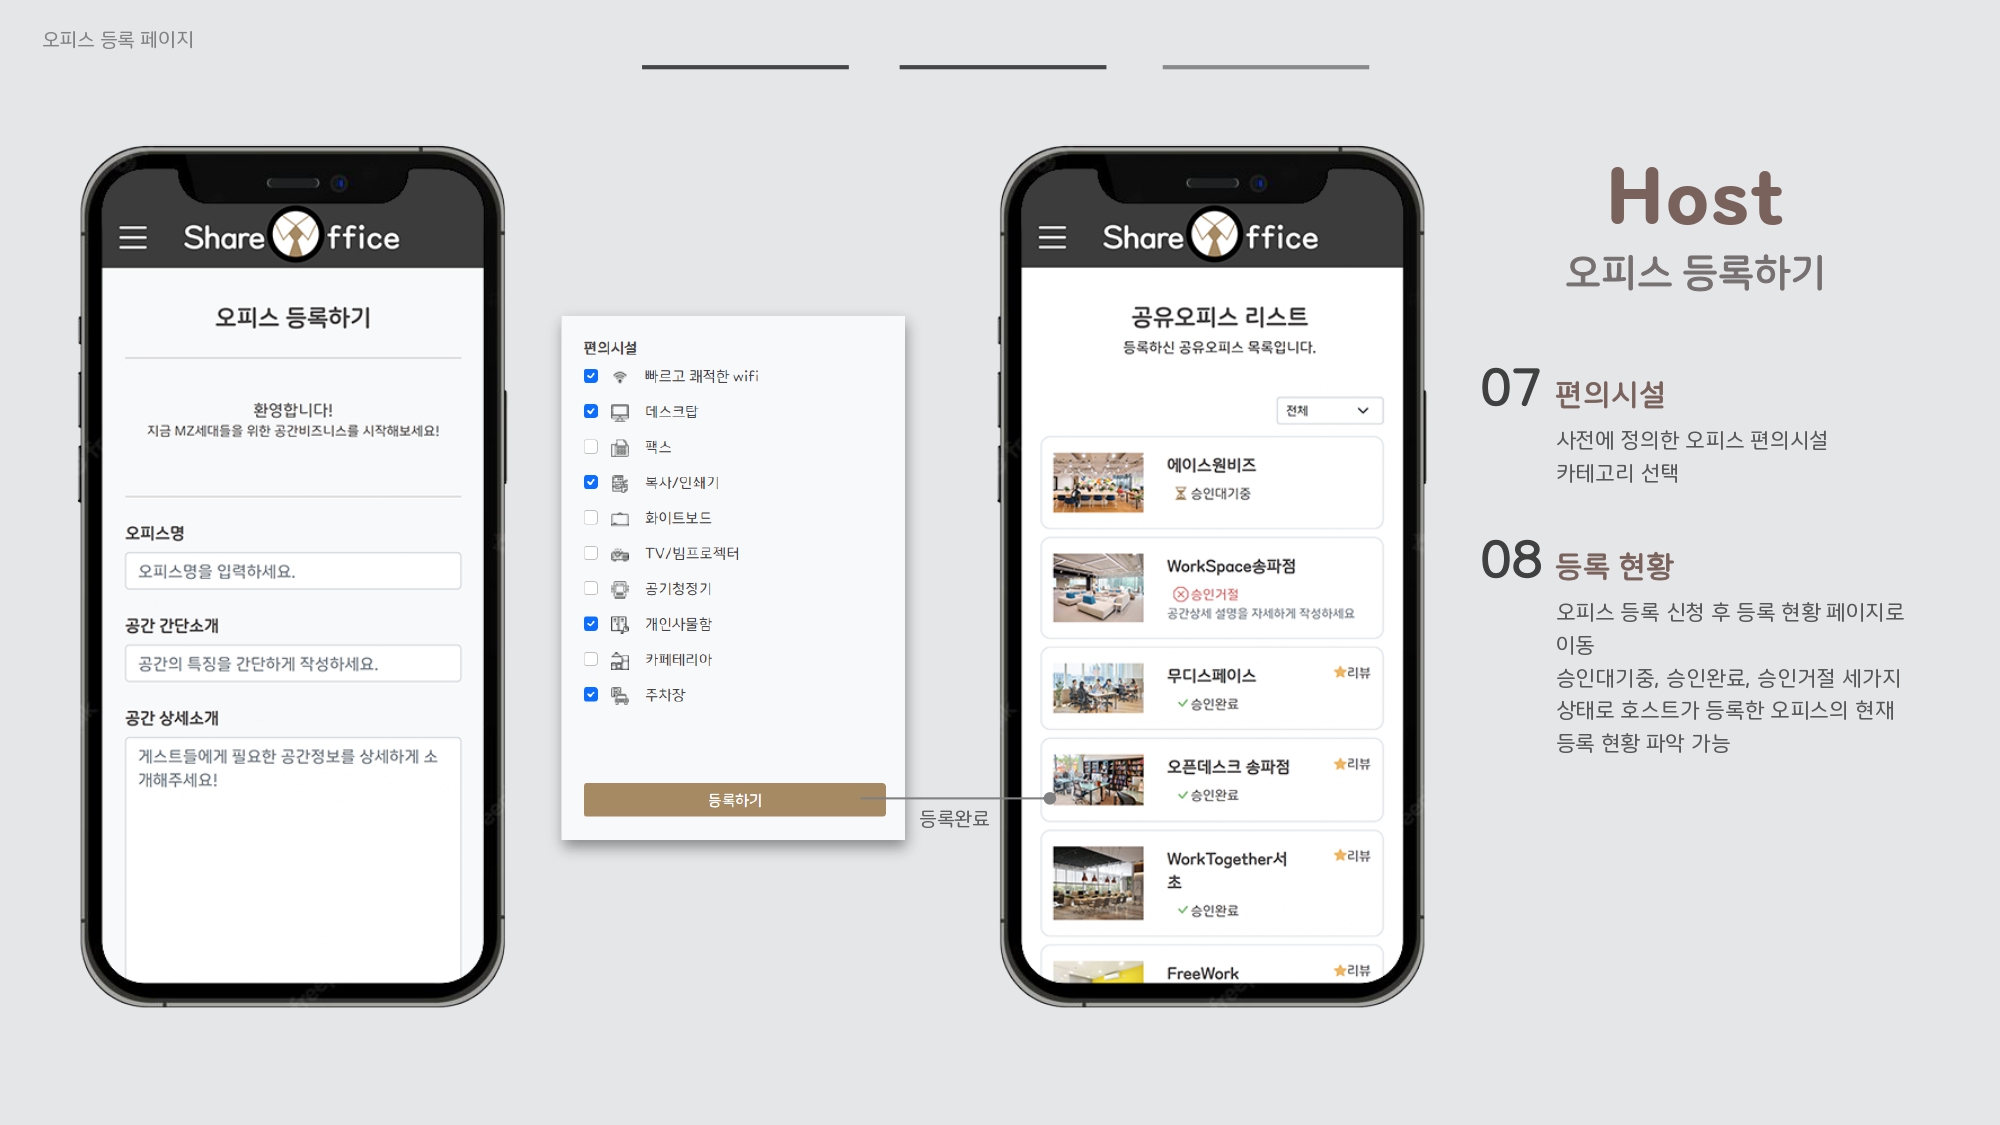 오피스 등록 페이지
Share ffice
오피스 등록하기
환영합니다!
지금 MZ세대들을 위한 공간비즈니스를 시작해보세요!
오피스명
오피스명을 입력하세요.
공간 간단소개
공간의 특징을 간단하게 작성하세요.
공간 상세소개
게스트들에게 필요한 공간정보를 상세하게 소
개해주세요!
편의시설
빠르고 쾌적한 wifi
데스크탑
팩스
복사/인쇄기
화이트보드
TV/빔프로젝터
공기청정기
개인사물함
카페테리아
주차장
등록하기
등록완료
Share ffice
공유오피스 리스트
등록하신 공유오피스 목록입니다.
전체
에이스원비즈
승인대기중
WorkSpace송파점
승인거절
공간상세 설명을 자세하게 작성하세요
무디스페이스
리뷰
승인완료
오픈데스크 송파점
리뷰
승인완료
WorkTogether서
초
리뷰
승인완료
FreeWork
리뷰
Host
오피스 등록하기
07 편의시설
사전에 정의한 오피스 편의시설
카테고리 선택
08 등록 현황
오피스 등록 신청 후 등록 현황 페이지로
이동
승인대기중, 승인완료, 승인거절 세가지
상태로 호스트가 등록한 오피스의 현재
등록 현황 파악 가능